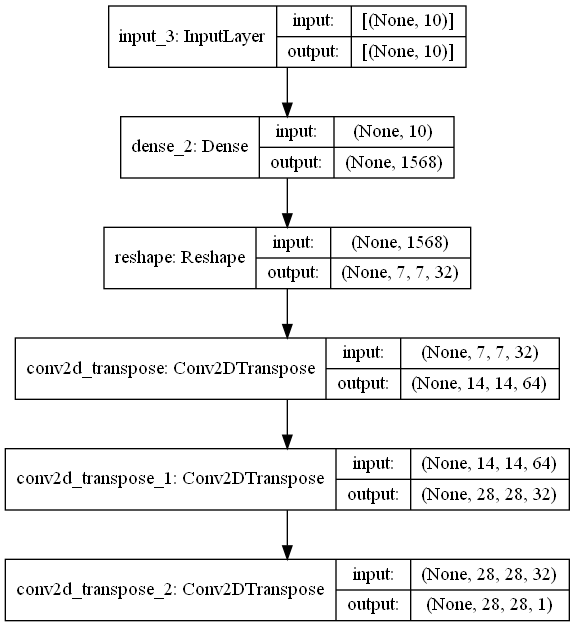 input_3: InputLayer
input: [(None, 10)]
output: [(None, 10)]
dense_2: Dense
input: (None, 10)
output: (None, 1568)
reshape: Reshape
input: (None, 1568)
output: (None, 7, 7, 32)
conv2d_transpose: Conv2DTranspose
input: (None, 7, 7, 32)
output: (None, 14, 14, 64)
conv2d_transpose_1: Conv2DTranspose
input: (None, 14, 14, 64)
output: (None, 28, 28, 32)
conv2d_transpose_2: Conv2DTranspose
input: (None, 28, 28, 32)
output: (None, 28, 28, 1)